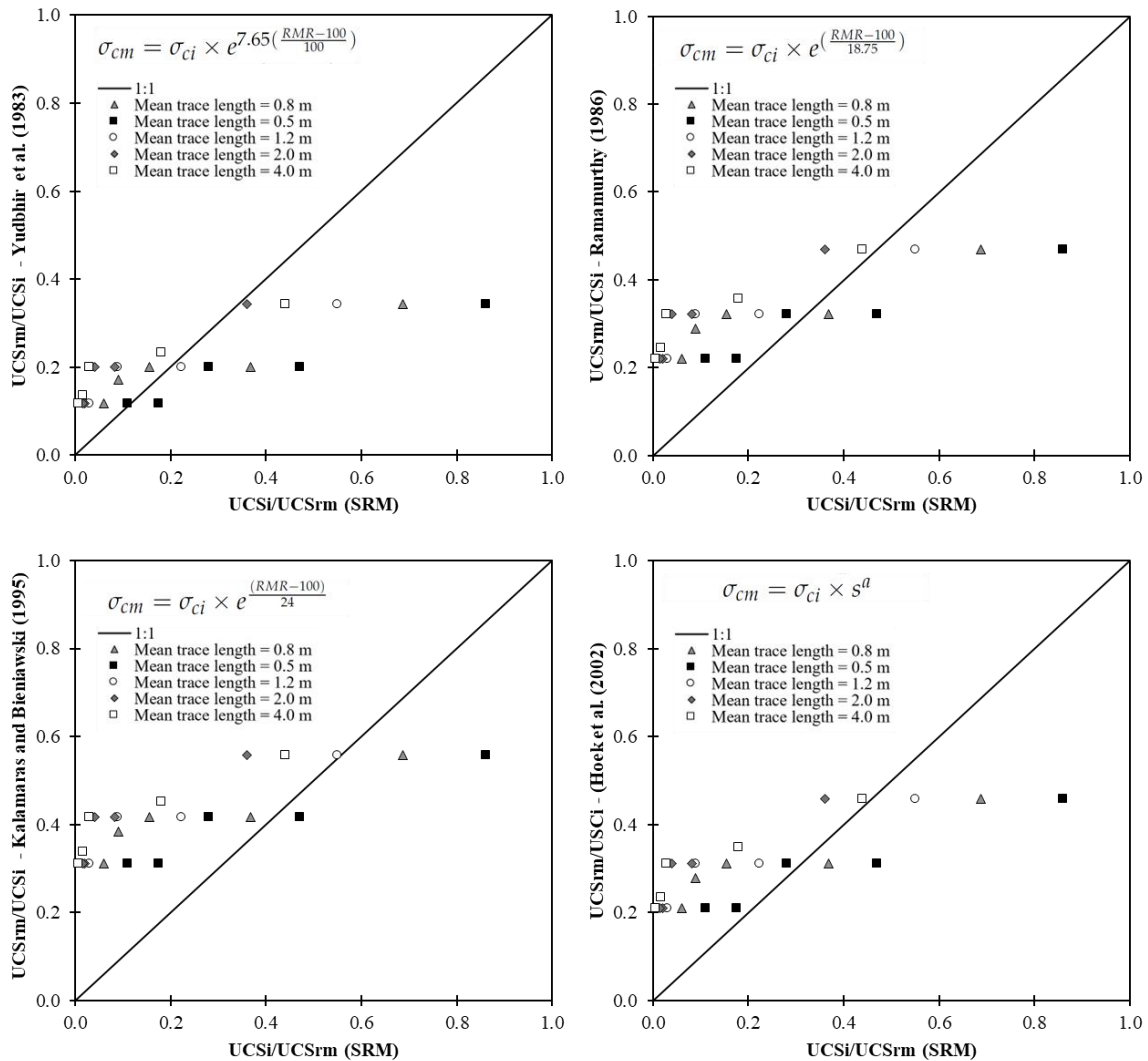 σcm = σci × e^7.65((RMR−100)/100)
1:1
Mean trace length = 0.8 m
Mean trace length = 0.5 m
Mean trace length = 1.2 m
Mean trace length = 2.0 m
Mean trace length = 4.0 m
UCSrm/UCSi - Yudbhir et al. (1983)
1.0
0.8
0.6
0.4
0.2
0.0
0.0 0.2 0.4 0.6 0.8 1.0
UCSi/UCSrm (SRM)
σcm = σci × e^((RMR−100)/18.75)
1:1
Mean trace length = 0.8 m
Mean trace length = 0.5 m
Mean trace length = 1.2 m
Mean trace length = 2.0 m
Mean trace length = 4.0 m
UCSrm/UCSi - Ramamurthy (1986)
1.0
0.8
0.6
0.4
0.2
0.0
0.0 0.2 0.4 0.6 0.8 1.0
UCSi/UCSrm (SRM)
σcm = σci × e^((RMR−100)/24)
1:1
Mean trace length = 0.8 m
Mean trace length = 0.5 m
Mean trace length = 1.2 m
Mean trace length = 2.0 m
Mean trace length = 4.0 m
UCSrm/UCSi - Kalamaras and Bieniawski (1995)
1.0
0.8
0.6
0.4
0.2
0.0
0.0 0.2 0.4 0.6 0.8 1.0
UCSi/UCSrm (SRM)
σcm = σci × s^a
1:1
Mean trace length = 0.8 m
Mean trace length = 0.5 m
Mean trace length = 1.2 m
Mean trace length = 2.0 m
Mean trace length = 4.0 m
UCSrm/USCi - (Hoek et al. (2002)
1.0
0.8
0.6
0.4
0.2
0.0
0.0 0.2 0.4 0.6 0.8 1.0
UCSi/UCSrm (SRM)